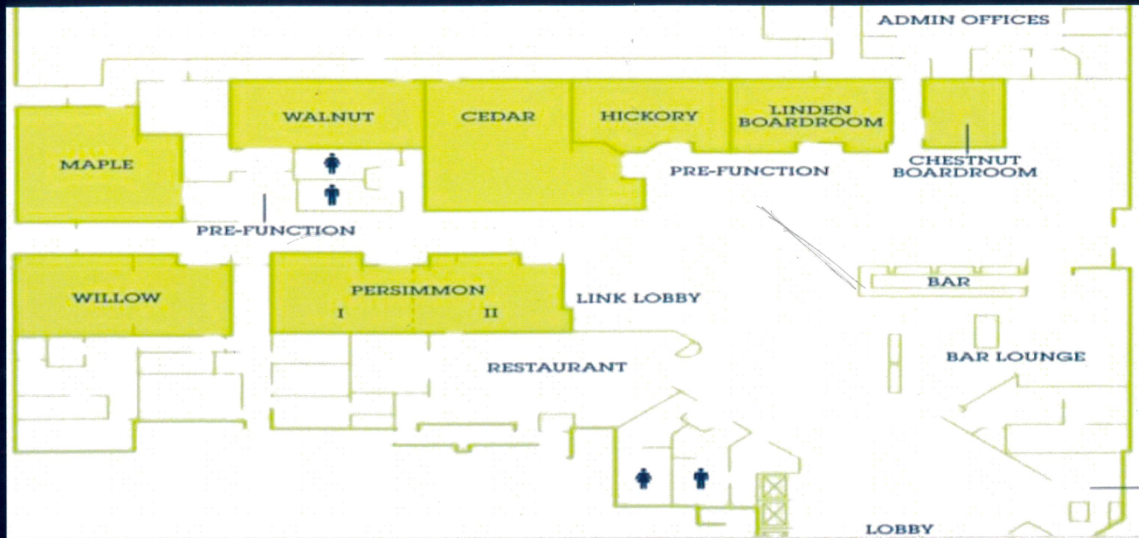 ADMIN OFFICES
WALNUT
CEDAR
HICKORY
LINDEN
BOARDROOM
MAPLE
CHESTNUT
BOARDROOM
PRE-FUNCTION
PRE-FUNCTION
WILLOW
PERSIMMON
I
II
LINK LOBBY
BAR
RESTAURANT
BAR LOUNGE
LOBBY